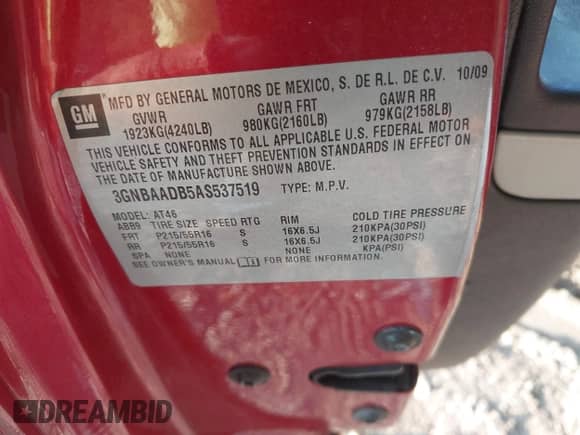 GM
MFD BY GENERAL MOTORS DE MEXICO, S. DE R.L. DE C.V. 10/09
GVWR GAWR FRT GAWR RR
1923KG(4240LB) 980KG(2160LB) 979KG(2158LB)
THIS VEHICLE CONFORMS TO ALL APPLICABLE U.S. FEDERAL MOTOR
VEHICLE SAFETY AND THEFT PREVENTION STANDARDS IN EFFECT ON
THE DATE OF MANUFACTURE SHOWN ABOVE.
3GNBAADB5AS537519 TYPE: M.P.V.
MODEL: AT46
ABB9 TIRE SIZE SPEED RTG RIM COLD TIRE PRESSURE
FRT P215/55R16 S 16X6.5J 210KPA(30PSI)
RR P215/55R16 S 16X6.5J 210KPA(30PSI)
SPA NONE NONE KPA(PSI)
SEE OWNER'S MANUAL FOR MORE INFORMATION.
DREAMBID